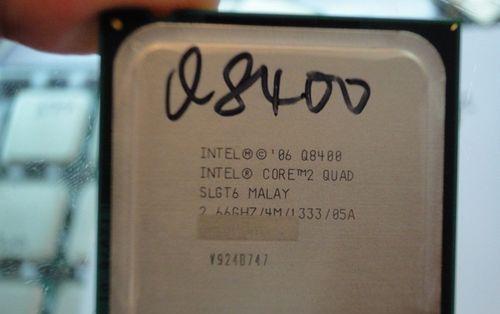 Q8400
INTEL®©'06 Q8400
INTEL® CORE™2 QUAD
SLGT6 MALAY
2.66GHZ/4M/1333/05A
V924B747